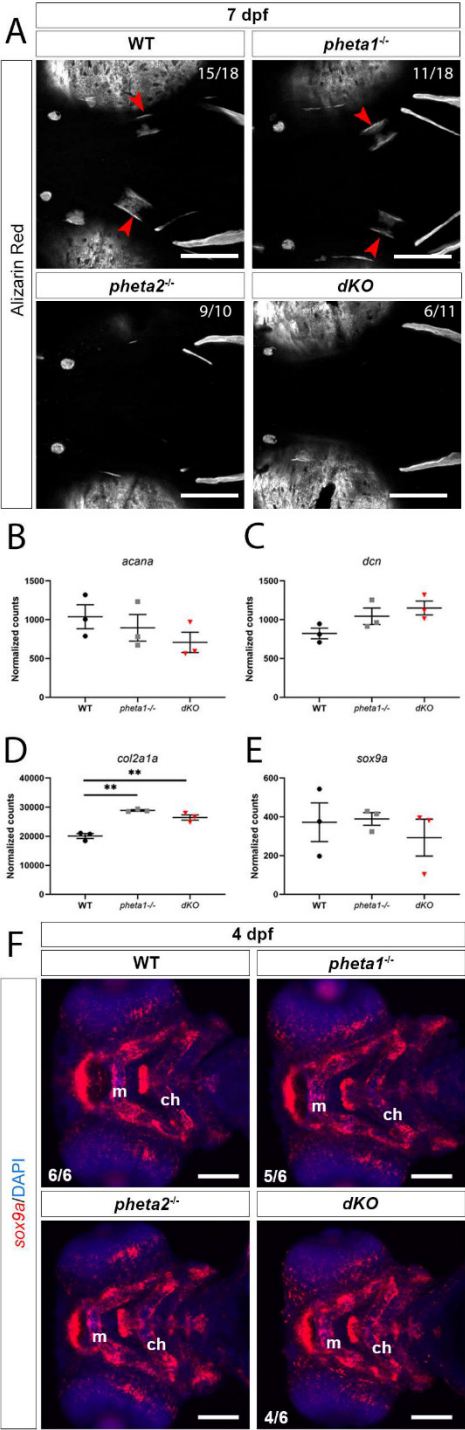 A
7 dpf
WT
pheta1-/-
15/18
11/18
Alizarin Red
pheta2-/-
dKO
9/10
6/11
B
acana
Normalized counts
1500
1000
500
0
WT
pheta1-/-
dKO
C
dcn
Normalized counts
1500
1000
500
0
WT
pheta1-/-
dKO
D
col2a1a
Normalized counts
40000
30000
20000
10000
0
**
**
WT
pheta1-/-
dKO
E
sox9a
Normalized counts
600
400
200
0
WT
pheta1-/-
dKO
F
4 dpf
WT
pheta1-/-
sox9a/DAPI
m
ch
6/6
m
ch
5/6
pheta2-/-
dKO
m
ch
m
ch
4/6